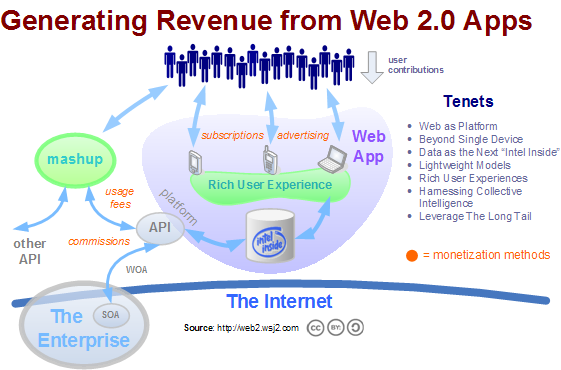 Generating Revenue from Web 2.0 Apps
user
contributions
subscriptions
advertising
Web
App
mashup
Rich User Experience
usage
fees
platform
API
commissions
other
API
WOA
intel
inside
The Internet
The
Enterprise
SOA
Source: http://web2.wsj2.com
CC BY:
Tenets
Web as Platform
Beyond Single Device
Data as the Next “Intel Inside”
Lightweight Models
Rich User Experiences
Harnessing Collective
Intelligence
Leverage The Long Tail
= monetization methods